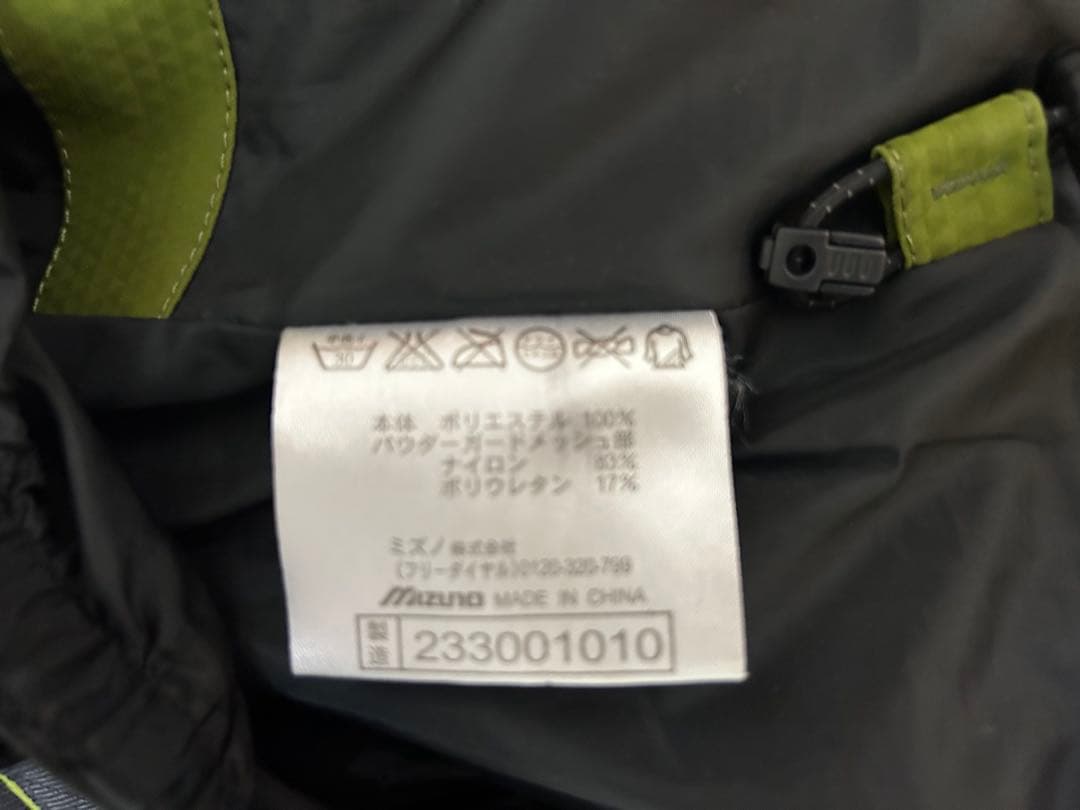 30
本体 ポリエステル 100%
パウダーガードメッシュ部
ナイロン 83%
ポリウレタン 17%
ミズノ株式会社
(フリーダイヤル)0120-320-799
MIZUNO MADE IN CHINA
233001010